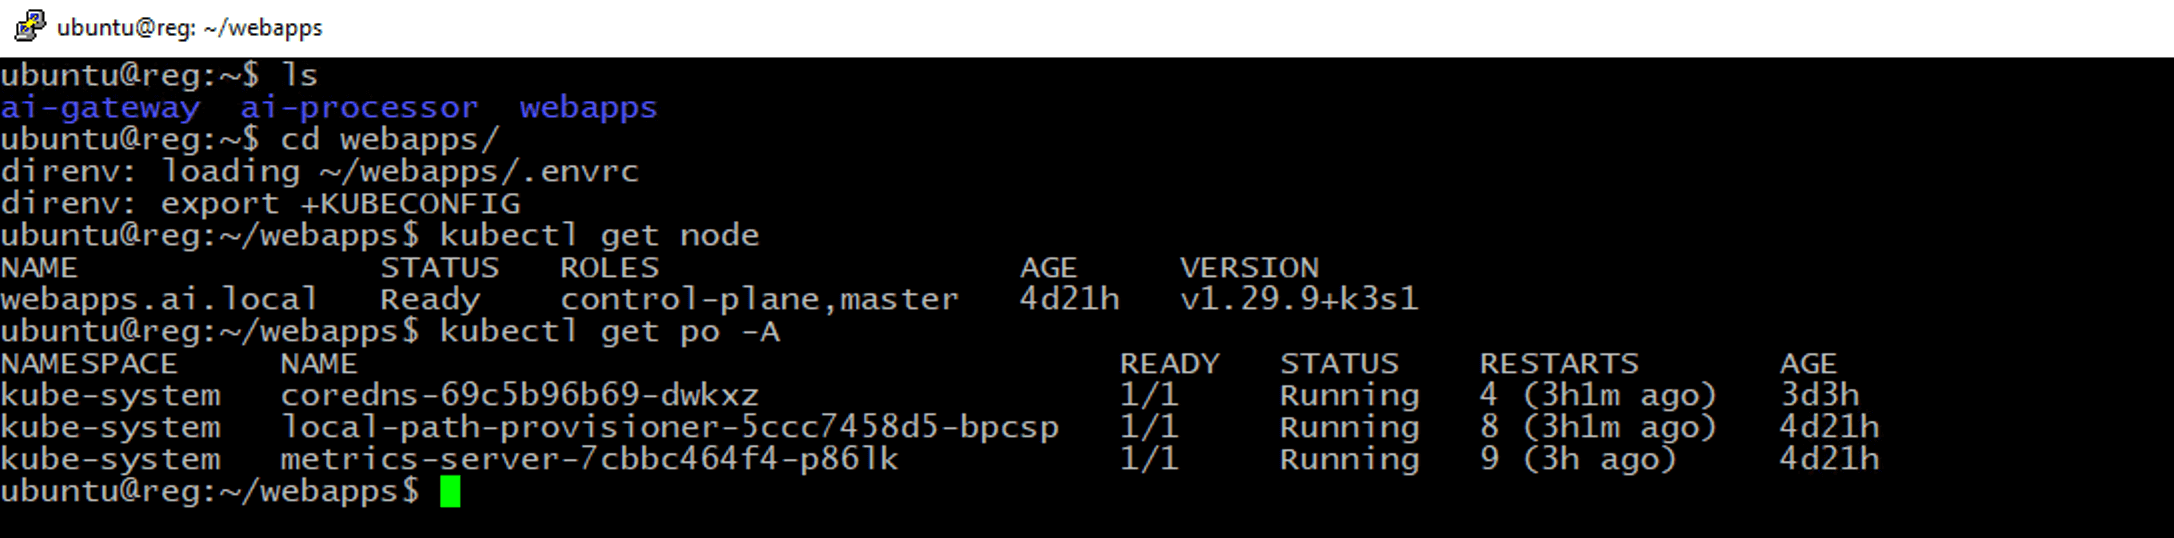 ubuntu@reg: ~/webapps
ubuntu@reg:~$ ls
ai-gateway  ai-processor  webapps
ubuntu@reg:~$ cd webapps/
direnv: loading ~/webapps/.envrc
direnv: export +KUBECONFIG
ubuntu@reg:~/webapps$ kubectl get node
NAME               STATUS   ROLES                  AGE     VERSION
webapps.ai.local   Ready    control-plane,master   4d21h   v1.29.9+k3s1
ubuntu@reg:~/webapps$ kubectl get po -A
NAMESPACE     NAME                                      READY   STATUS    RESTARTS       AGE
kube-system   coredns-69c5b96b69-dwkxz                  1/1     Running   4 (3h1m ago)   3d3h
kube-system   local-path-provisioner-5ccc7458d5-bpcsp   1/1     Running   8 (3h1m ago)   4d21h
kube-system   metrics-server-7cbbc464f4-p86lk           1/1     Running   9 (3h ago)     4d21h
ubuntu@reg:~/webapps$